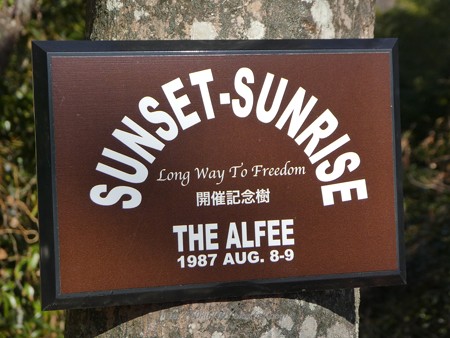 SUNSET-SUNRISE
Long Way To Freedom
開催記念樹
THE ALFEE
1987 AUG. 8-9